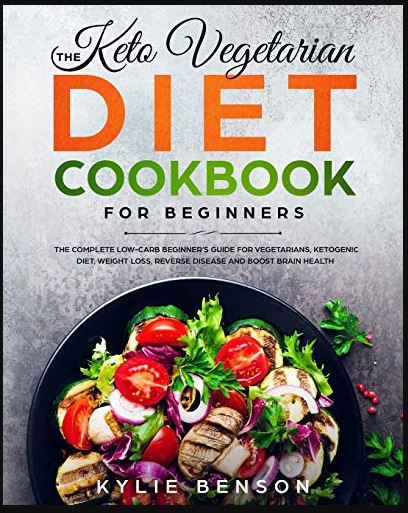 THE Keto Vegetarian
DIET
COOKBOOK
FOR BEGINNERS
THE COMPLETE LOW-CARB BEGINNER'S GUIDE FOR VEGETARIANS, KETOGENIC
DIET, WEIGHT LOSS, REVERSE DISEASE AND BOOST BRAIN HEALTH
KYLIE BENSON